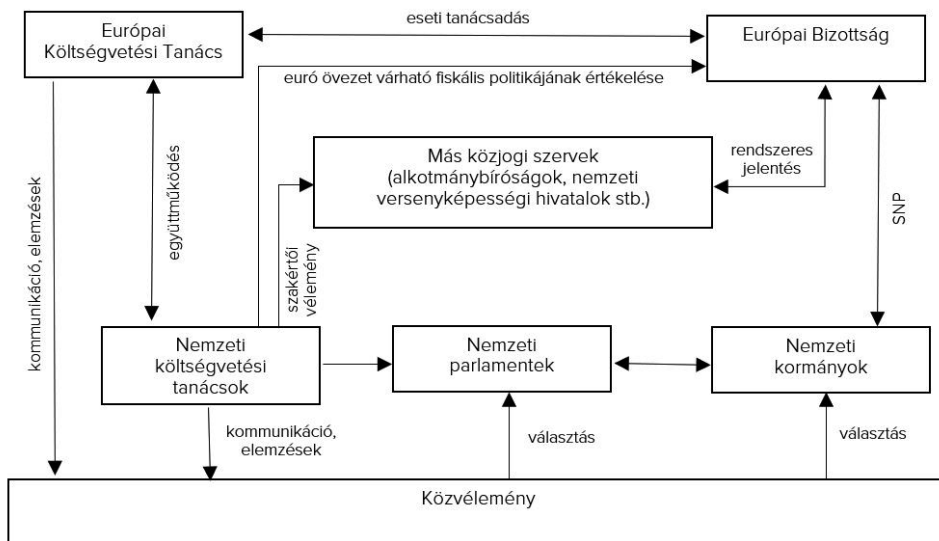 Európai
Költségvetési Tanács
eseti tanácsadás
Európai Bizottság
euró övezet várható fiskális politikájának értékelése
Más közjogi szervek
(alkotmánybíróságok, nemzeti
versenyképességi hivatalok stb.)
rendszeres
jelentés
kommunikáció, elemzések
együttműködés
szakértői
vélemény
SNP
Nemzeti
költségvetési
tanácsok
Nemzeti
parlamentek
Nemzeti
kormányok
kommunikáció,
elemzések
választás
választás
Közvélemény